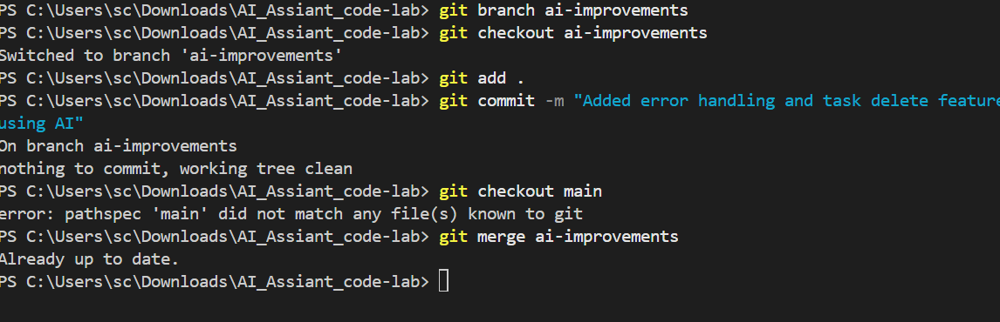 PS C:\Users\sc\Downloads\AI_Assiant_code-lab> git branch ai-improvements
PS C:\Users\sc\Downloads\AI_Assiant_code-lab> git checkout ai-improvements
Switched to branch 'ai-improvements'
PS C:\Users\sc\Downloads\AI_Assiant_code-lab> git add .
PS C:\Users\sc\Downloads\AI_Assiant_code-lab> git commit -m "Added error handling and task delete feature
using AI"
On branch ai-improvements
nothing to commit, working tree clean
PS C:\Users\sc\Downloads\AI_Assiant_code-lab> git checkout main
error: pathspec 'main' did not match any file(s) known to git
PS C:\Users\sc\Downloads\AI_Assiant_code-lab> git merge ai-improvements
Already up to date.
PS C:\Users\sc\Downloads\AI_Assiant_code-lab>